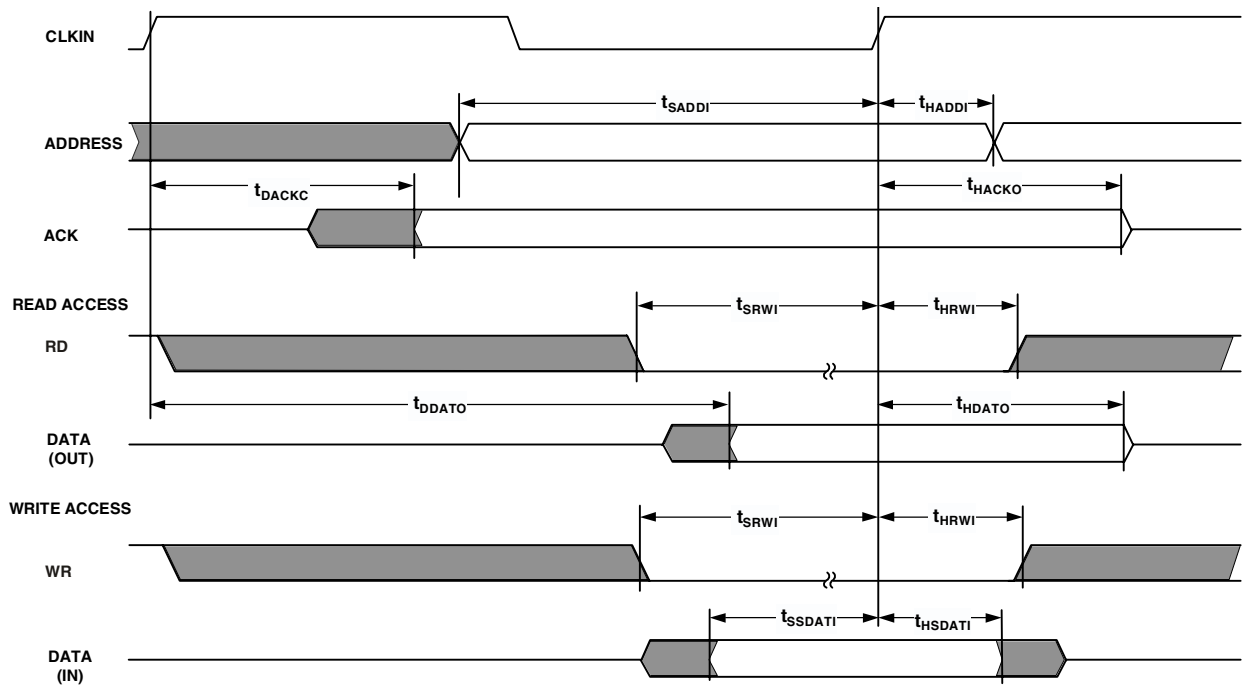 CLKIN
tSADDI
tHADDI
ADDRESS
tDACKC
tHACKO
ACK
READ ACCESS
tSRWI
tHRWI
RD
tDDATO
tHDATO
DATA
(OUT)
WRITE ACCESS
tSRWI
tHRWI
WR
tSSDATI
tHSDATI
DATA
(IN)